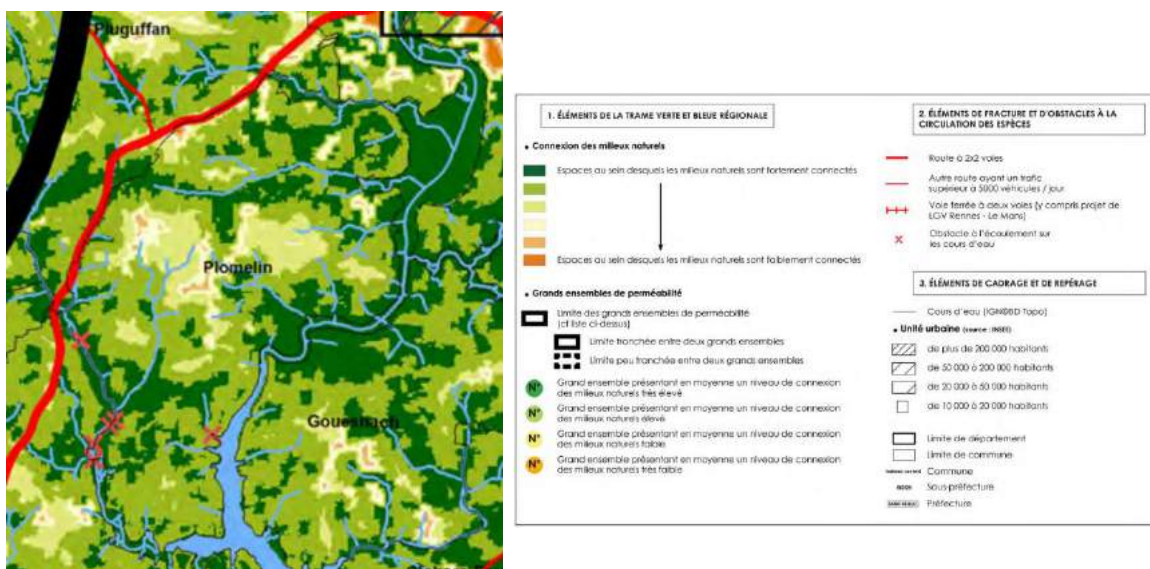 Pluguffan
Plomelin
Gouesnach
1. ÉLÉMENTS DE LA TRAME VERTE ET BLEUE RÉGIONALE
• Connexion des milieux naturels
Espaces au sein desquels les milieux naturels sont fortement connectés
Espaces au sein desquels les milieux naturels sont faiblement connectés
• Grands ensembles de perméabilité
Limite des grands ensembles de perméabilité
(cf liste ci-dessus)
Limite tranchée entre deux grands ensembles
Limite peu tranchée entre deux grands ensembles
N° Grand ensemble présentant en moyenne un niveau de connexion
des milieux naturels très élevé
N° Grand ensemble présentant en moyenne un niveau de connexion
des milieux naturels élevé
N° Grand ensemble présentant en moyenne un niveau de connexion
des milieux naturels faible
N° Grand ensemble présentant en moyenne un niveau de connexion
des milieux naturels très faible
2. ÉLÉMENTS DE FRACTURE ET D'OBSTACLES À LA
CIRCULATION DES ESPÈCES
Route à 2x2 voies
Autre route ayant un trafic
supérieur à 5000 véhicules / jour
Voie ferrée à deux voies (y compris projet de
LGV Rennes - Le Mans)
Obstacle à l'écoulement sur
les cours d'eau
3. ÉLÉMENTS DE CADRAGE ET DE REPÉRAGE
Cours d'eau (IGN©BD Topo)
• Unité urbaine (source : INSEE)
de plus de 200 000 habitants
de 50 000 à 200 000 habitants
de 20 000 à 50 000 habitants
de 10 000 à 20 000 habitants
Limite de département
Limite de commune
Commune
Sous-préfecture
Préfecture